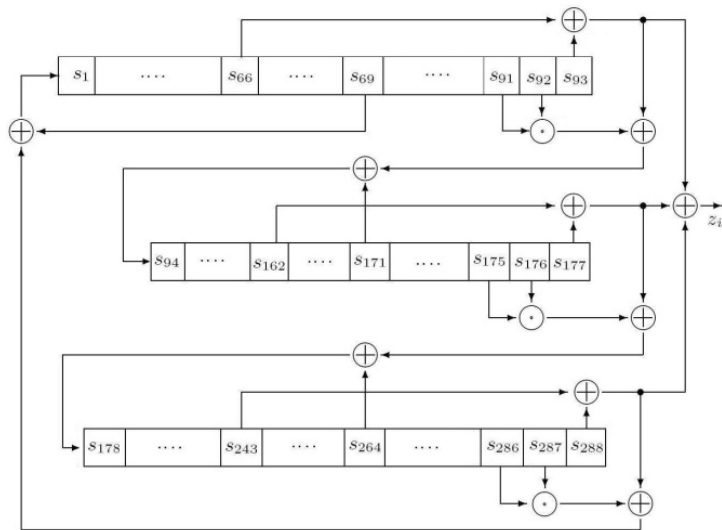 s1 .... s66 .... s69 .... s91 s92 s93
zi
s94 .... s162 .... s171 .... s175 s176 s177
s178 .... s243 .... s264 .... s286 s287 s288